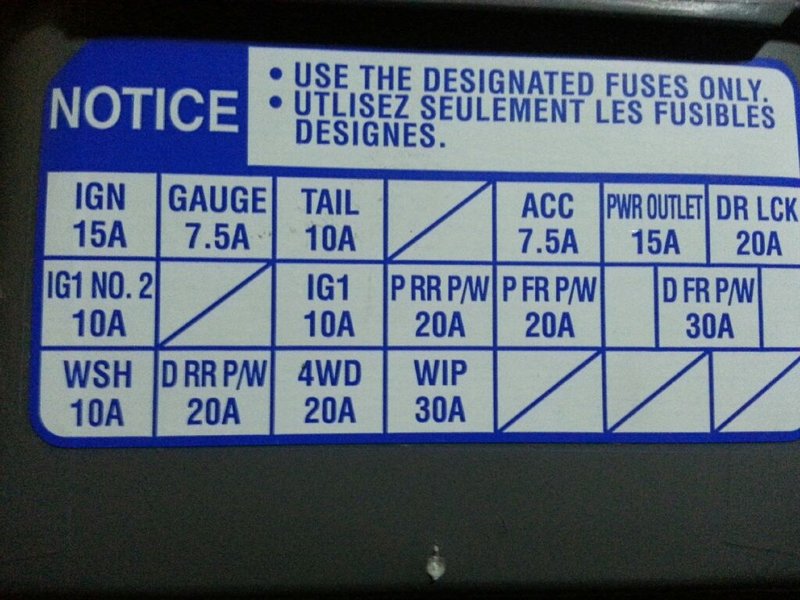 NOTICE
• USE THE DESIGNATED FUSES ONLY.
• UTLISEZ SEULEMENT LES FUSIBLES
DESIGNES.
IGN GAUGE TAIL ACC PWR OUTLET DR LCK
15A 7.5A 10A 7.5A 15A 20A
IG1 NO. 2 IG1 P RR P/W P FR P/W D FR P/W
10A 10A 20A 20A 30A
WSH D RR P/W 4WD WIP
10A 20A 20A 30A